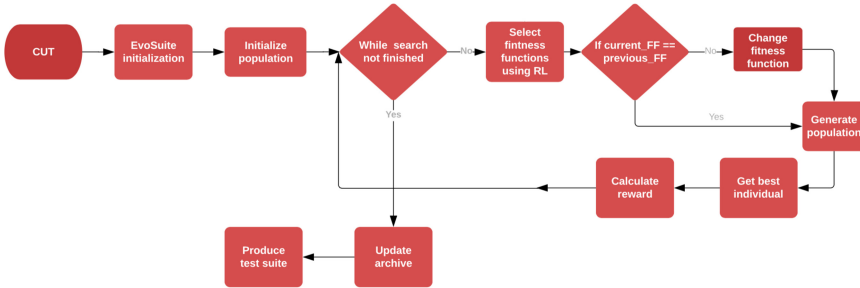 CUT
EvoSuite
initialization
Initialize
population
While search
not finished
No
Select
fintness
functions
using RL
If current_FF ==
previous_FF
No
Change
fitness
function
Yes
Yes
Generate
population
Calculate
reward
Get best
individual
Produce
test suite
Update
archive